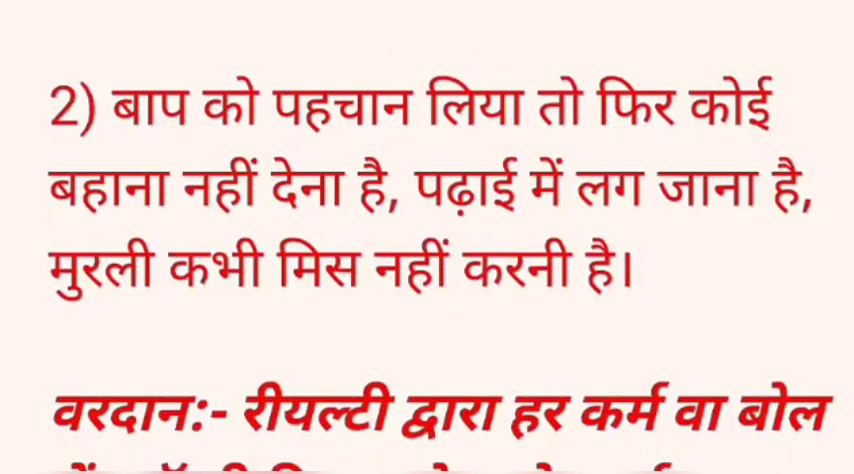 2) बाप को पहचान लिया तो फिर कोई
बहाना नहीं देना है, पढ़ाई में लग जाना है,
मुरली कभी मिस नहीं करनी है।
वरदान:- रीयल्टी द्वारा हर कर्म वा बोल